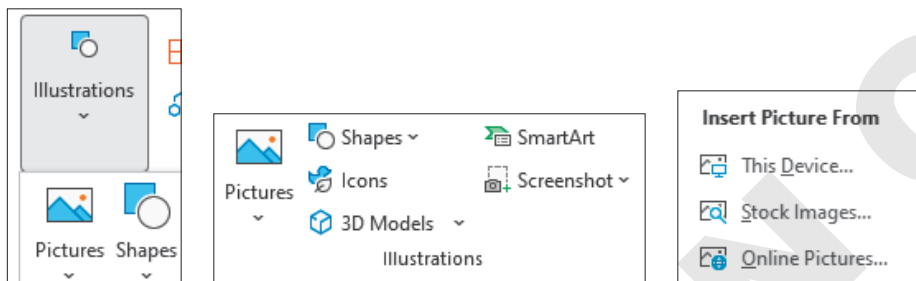 Illustrations
Pictures Shapes
Pictures
Shapes
Icons
3D Models
SmartArt
Screenshot
Illustrations
Insert Picture From
This Device...
Stock Images...
Online Pictures...